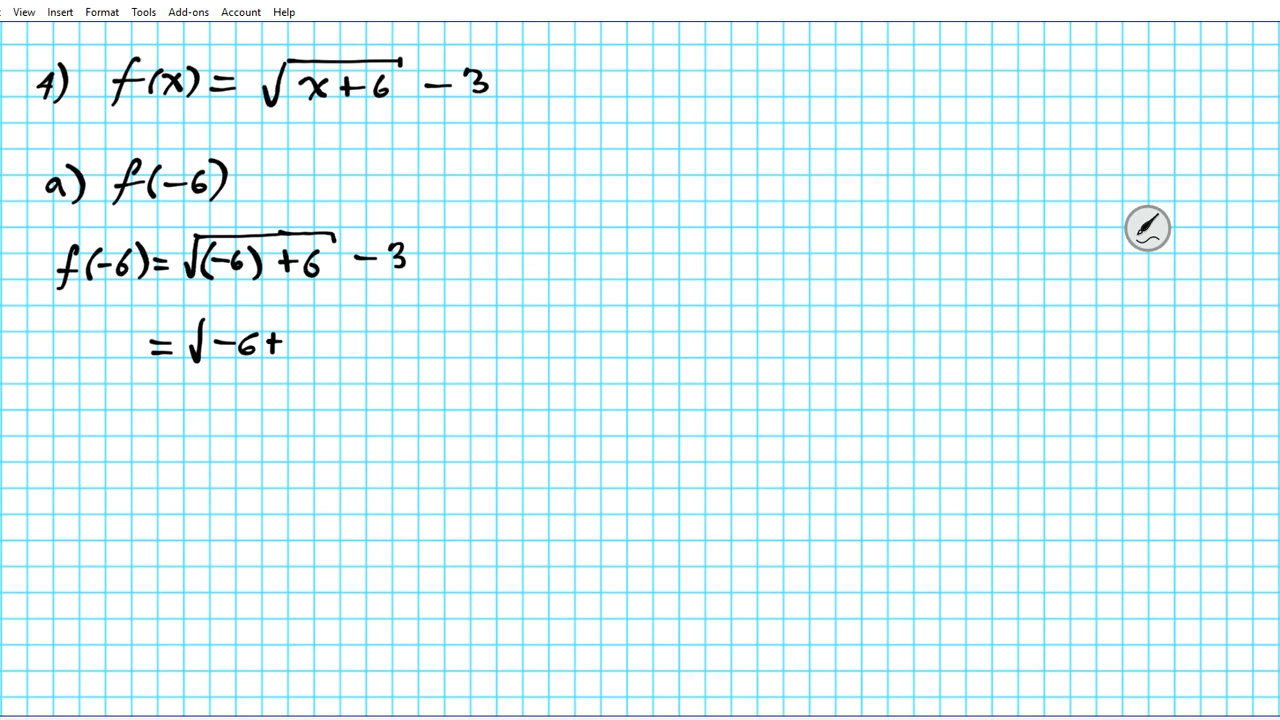 View Insert Format Tools Add-ons Account Help
4) f(x) = √(x+6) - 3
a) f(-6)
f(-6) = √((-6) + 6) - 3
= √-6+